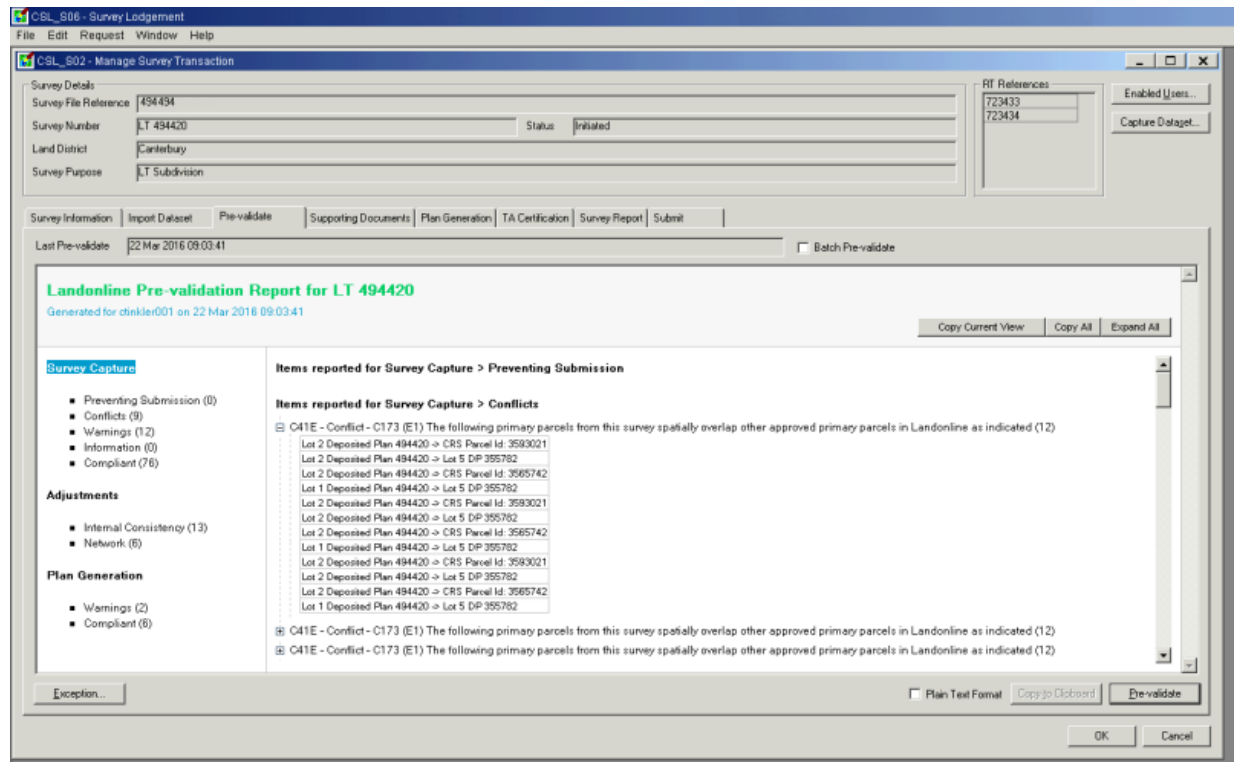 CSL_S06 - Survey Lodgement
File Edit Request Window Help
CSL_S02 - Manage Survey Transaction
Survey Details
RT References
Survey File Reference 494494
723433
Enabled Users...
Survey Number LT 494420 Status Initiated
723434
Capture Dataset...
Land District Canterbury
Survey Purpose LT Subdivision
Survey Information Import Dataset Pre-validate Supporting Documents Plan Generation TA Certification Survey Report Submit
Last Pre-validate 22 Mar 2016 09:03:41 Batch Pre-validate
Landonline Pre-validation Report for LT 494420
Generated for ctinkler001 on 22 Mar 2016 09:03:41
Copy Current View Copy All Expand All
Survey Capture
Preventing Submission (0)
Conflicts (9)
Warnings (12)
Information (0)
Compliant (76)
Adjustments
Internal Consistency (13)
Network (6)
Plan Generation
Warnings (2)
Compliant (6)
Items reported for Survey Capture > Preventing Submission
Items reported for Survey Capture > Conflicts
C41E - Conflict - C173 (E1) The following primary parcels from this survey spatially overlap other approved primary parcels in Landonline as indicated (12)
Lot 2 Deposited Plan 494420 -> CRS Parcel Id: 3593021
Lot 2 Deposited Plan 494420 -> Lot 5 DP 355782
Lot 2 Deposited Plan 494420 -> CRS Parcel Id: 3565742
Lot 1 Deposited Plan 494420 -> Lot 5 DP 355782
Lot 2 Deposited Plan 494420 -> CRS Parcel Id: 3593021
Lot 2 Deposited Plan 494420 -> Lot 5 DP 355782
Lot 2 Deposited Plan 494420 -> CRS Parcel Id: 3565742
Lot 1 Deposited Plan 494420 -> Lot 5 DP 355782
Lot 2 Deposited Plan 494420 -> CRS Parcel Id: 3593021
Lot 2 Deposited Plan 494420 -> Lot 5 DP 355782
Lot 2 Deposited Plan 494420 -> CRS Parcel Id: 3565742
Lot 1 Deposited Plan 494420 -> Lot 5 DP 355782
C41E - Conflict - C173 (E1) The following primary parcels from this survey spatially overlap other approved primary parcels in Landonline as indicated (12)
C41E - Conflict - C173 (E1) The following primary parcels from this survey spatially overlap other approved primary parcels in Landonline as indicated (12)
Exception... Plain Text Format Copy to Clipboard Pre-validate
OK Cancel